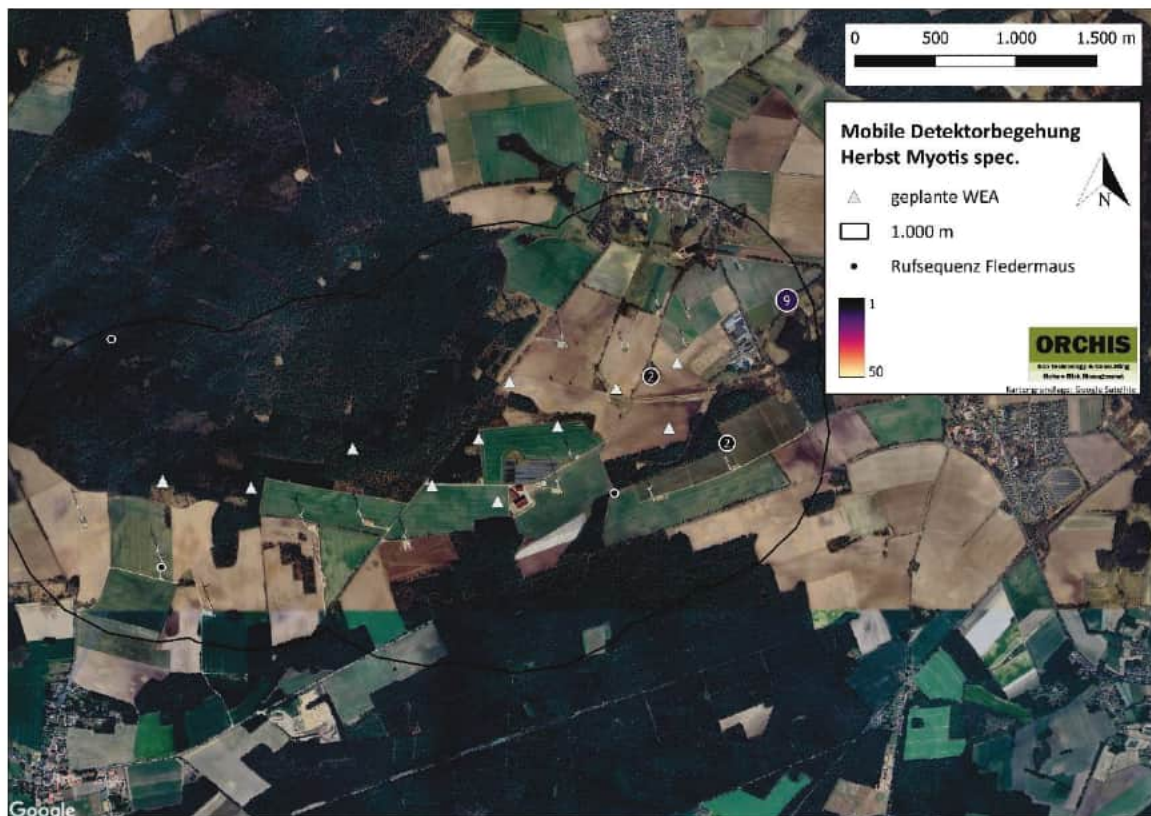 0 500 1.000 1.500 m
Mobile Detektorbegehung
Herbst Myotis spec.
geplante WEA
1.000 m
Rufsequenz Fledermaus
N
1
50
ORCHIS
Kartengrundlage: Google Satellite
9
2
2
Google